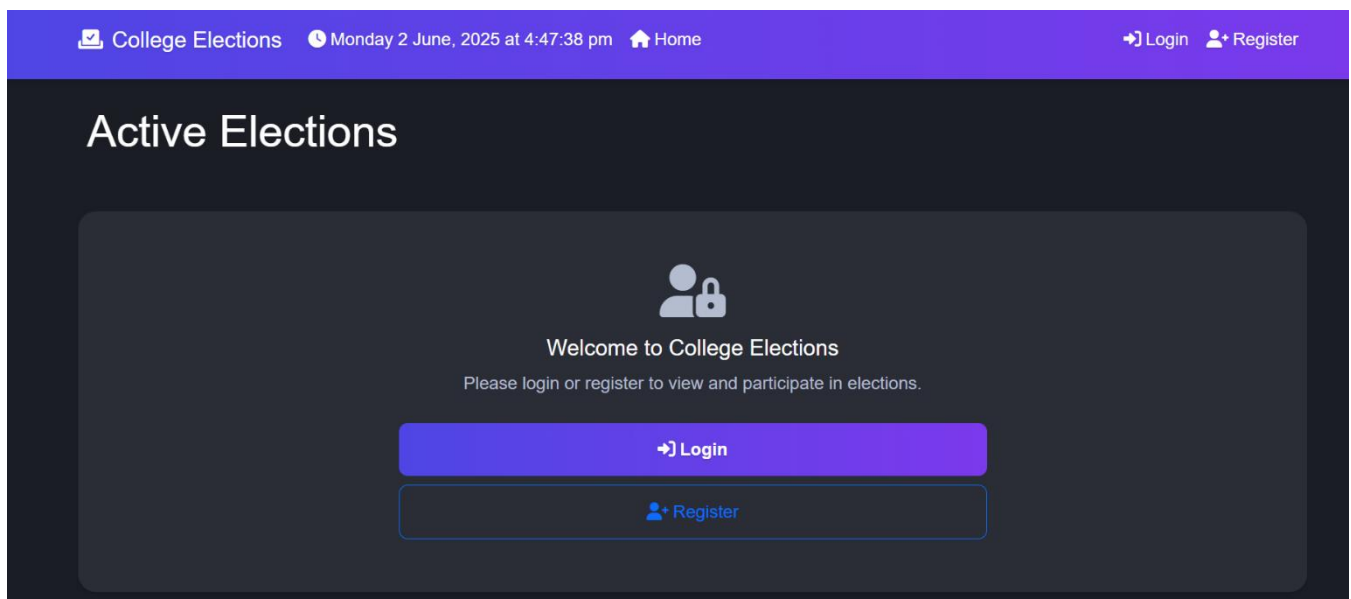 College Elections Monday 2 June, 2025 at 4:47:38 pm Home Login Register
Active Elections
Welcome to College Elections
Please login or register to view and participate in elections.
Login
Register